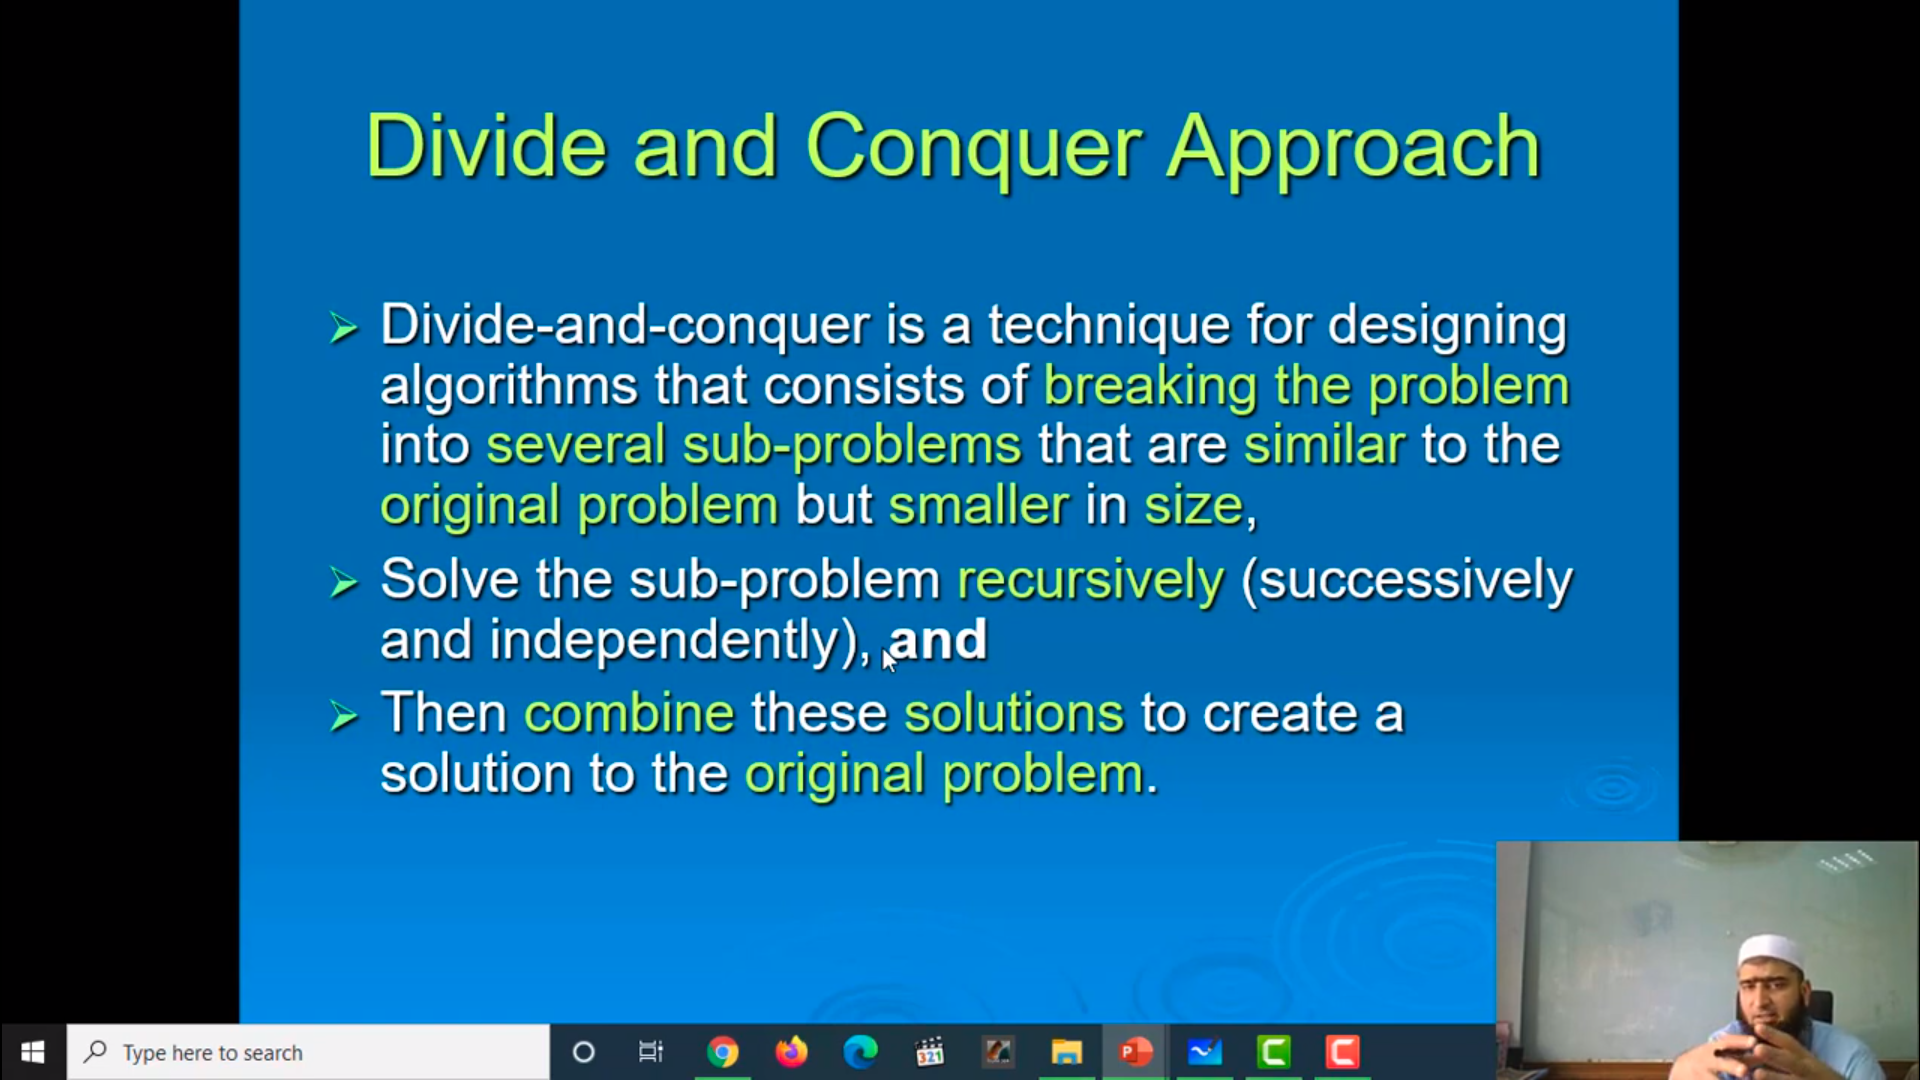 Divide and Conquer Approach
Divide-and-conquer is a technique for designing
algorithms that consists of breaking the problem
into several sub-problems that are similar to the
original problem but smaller in size,
Solve the sub-problem recursively (successively
and independently), and
Then combine these solutions to create a
solution to the original problem.
Type here to search
321